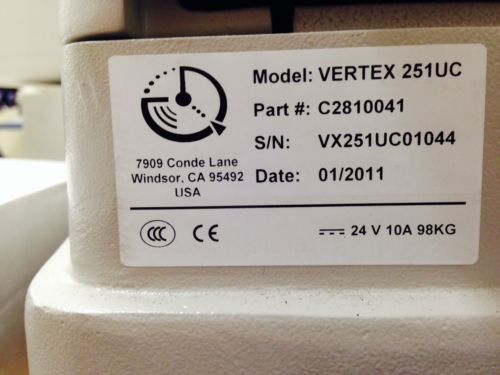 Model: VERTEX 251UC
Part #: C2810041
S/N: VX251UC01044
Date: 01/2011
7909 Conde Lane
Windsor, CA 95492
USA
CCC CE
24 V 10A 98KG